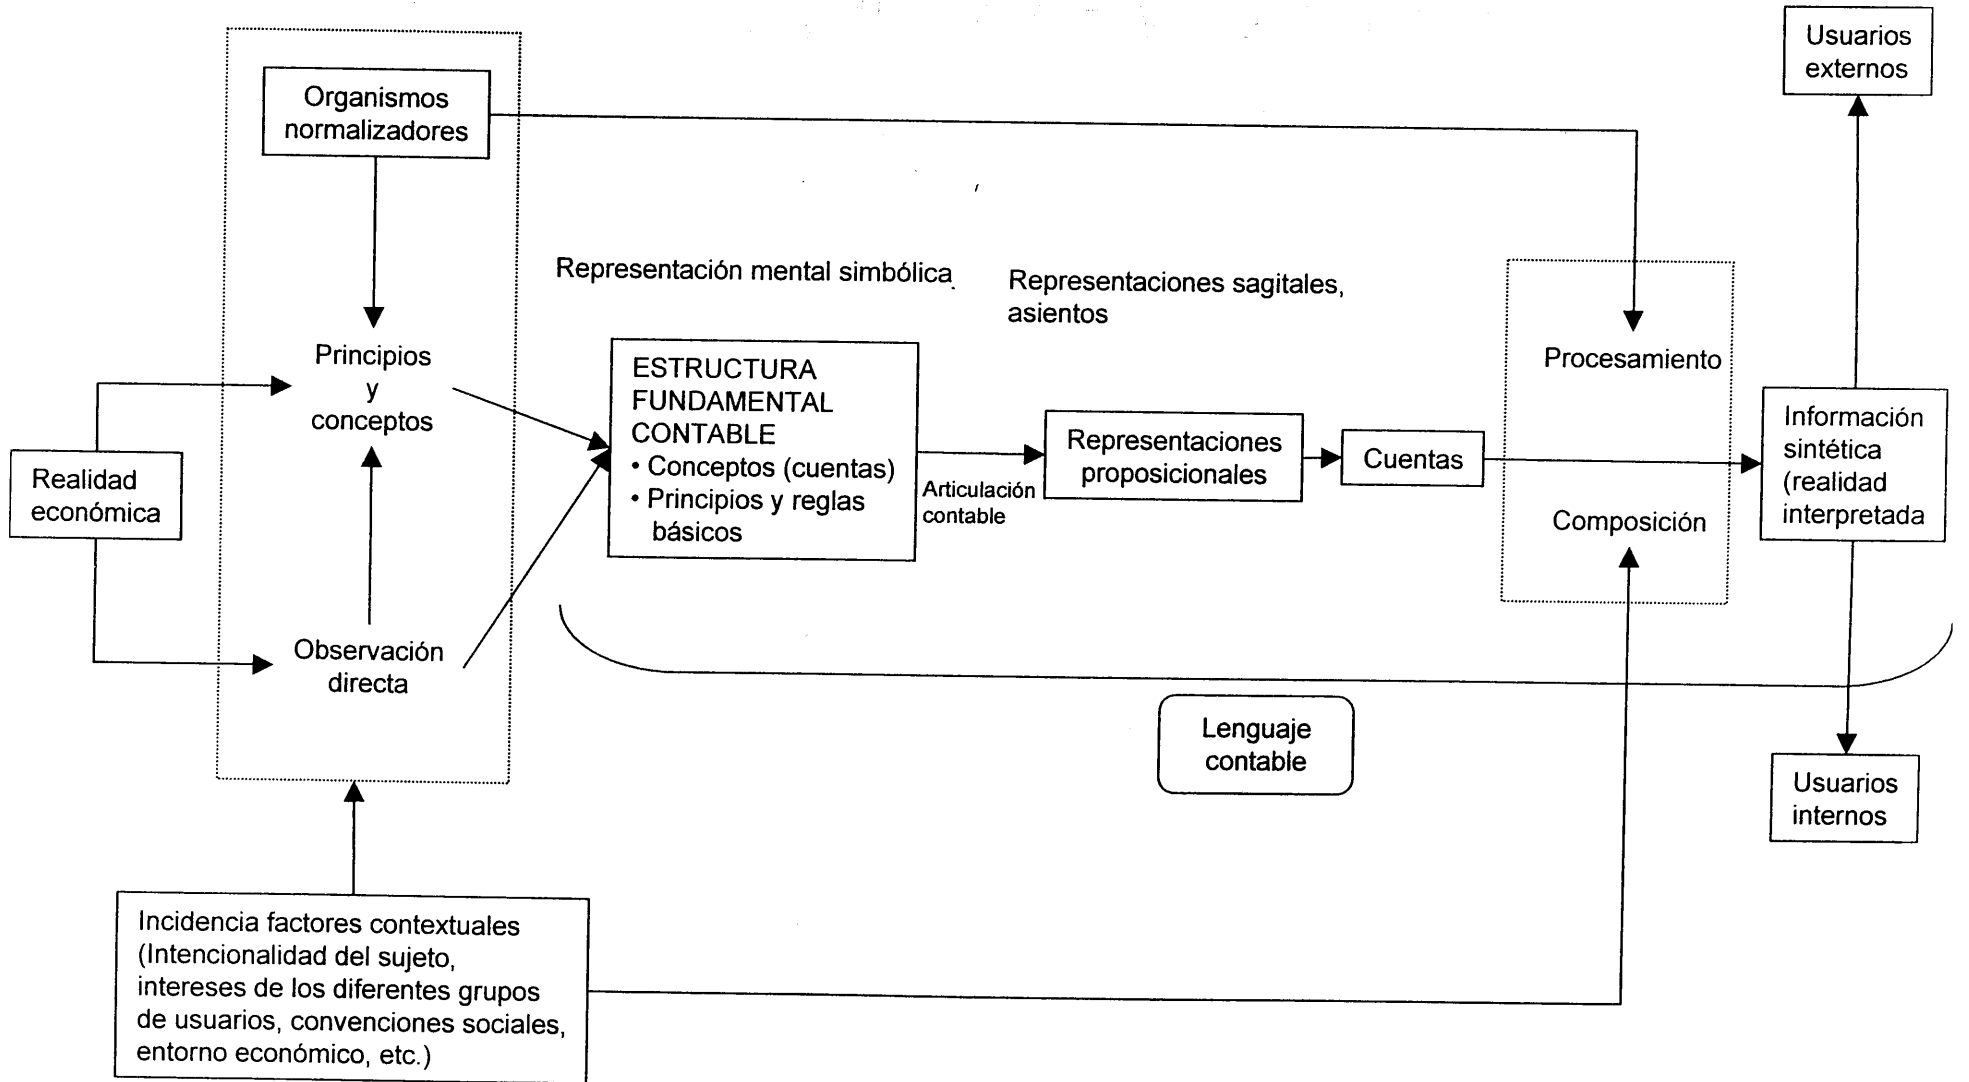 Usuarios
externos
Organismos
normalizadores
Representación mental simbólica
Representaciones sagitales,
asientos
Principios
y
conceptos
Realidad
económica
Observación
directa
ESTRUCTURA
FUNDAMENTAL
CONTABLE
• Conceptos (cuentas)
• Principios y reglas
básicos
Articulación
contable
Representaciones
proposicionales
Cuentas
Procesamiento
Composición
Información
sintética
(realidad
interpretada
Lenguaje
contable
Usuarios
internos
Incidencia factores contextuales
(Intencionalidad del sujeto,
intereses de los diferentes grupos
de usuarios, convenciones sociales,
entorno económico, etc.)